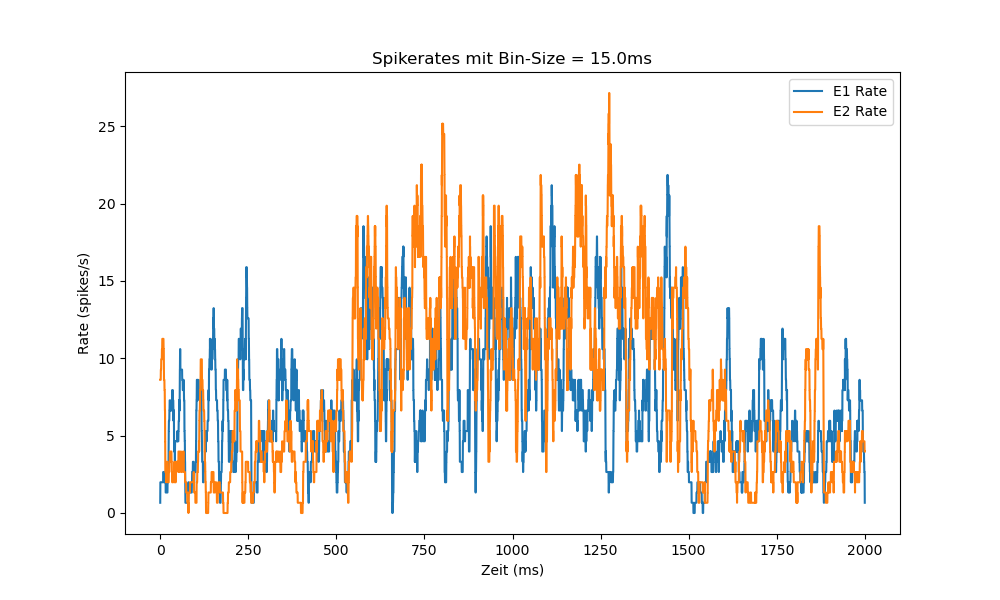 Spikerates mit Bin-Size = 15.0ms
E1 Rate
E2 Rate
Rate (spikes/s)
25
20
15
10
5
0
0 250 500 750 1000 1250 1500 1750 2000
Zeit (ms)